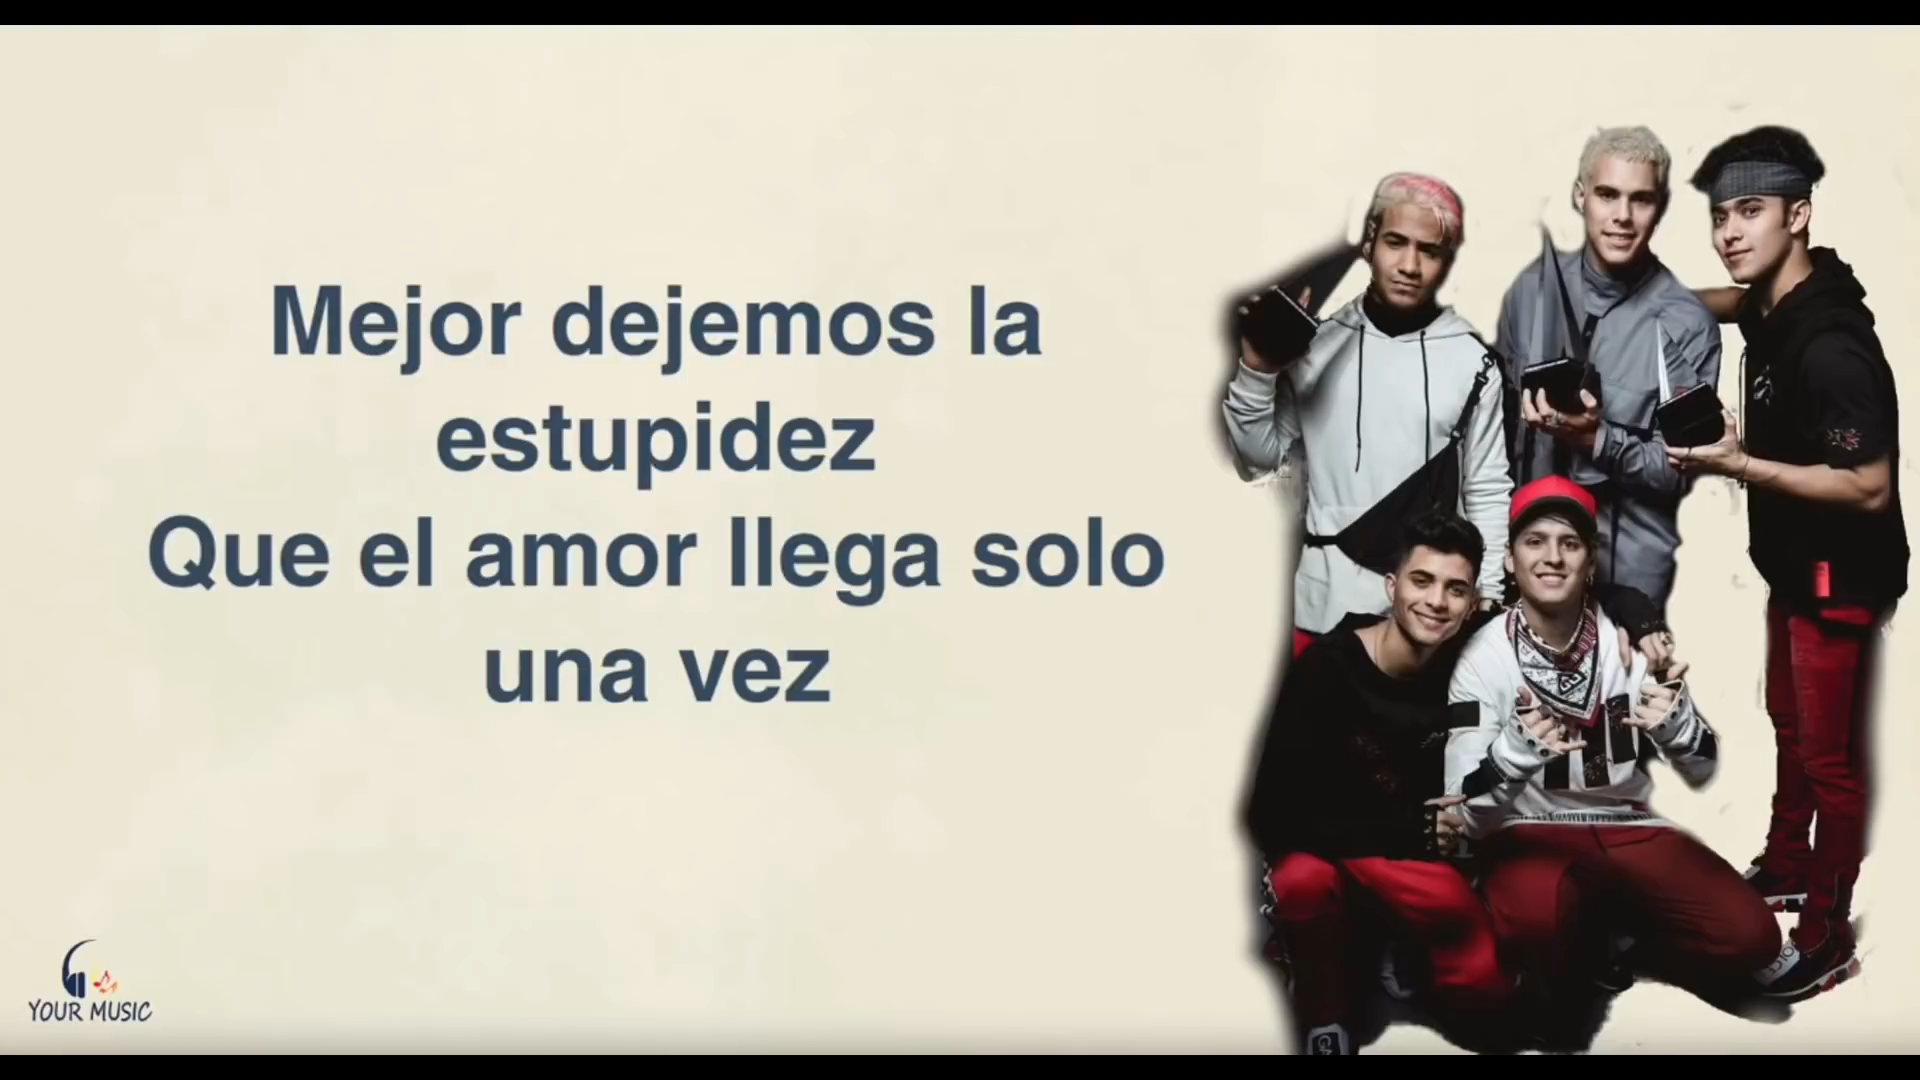 Mejor dejemos la
estupidez
Que el amor llega solo
una vez
YOUR MUSIC